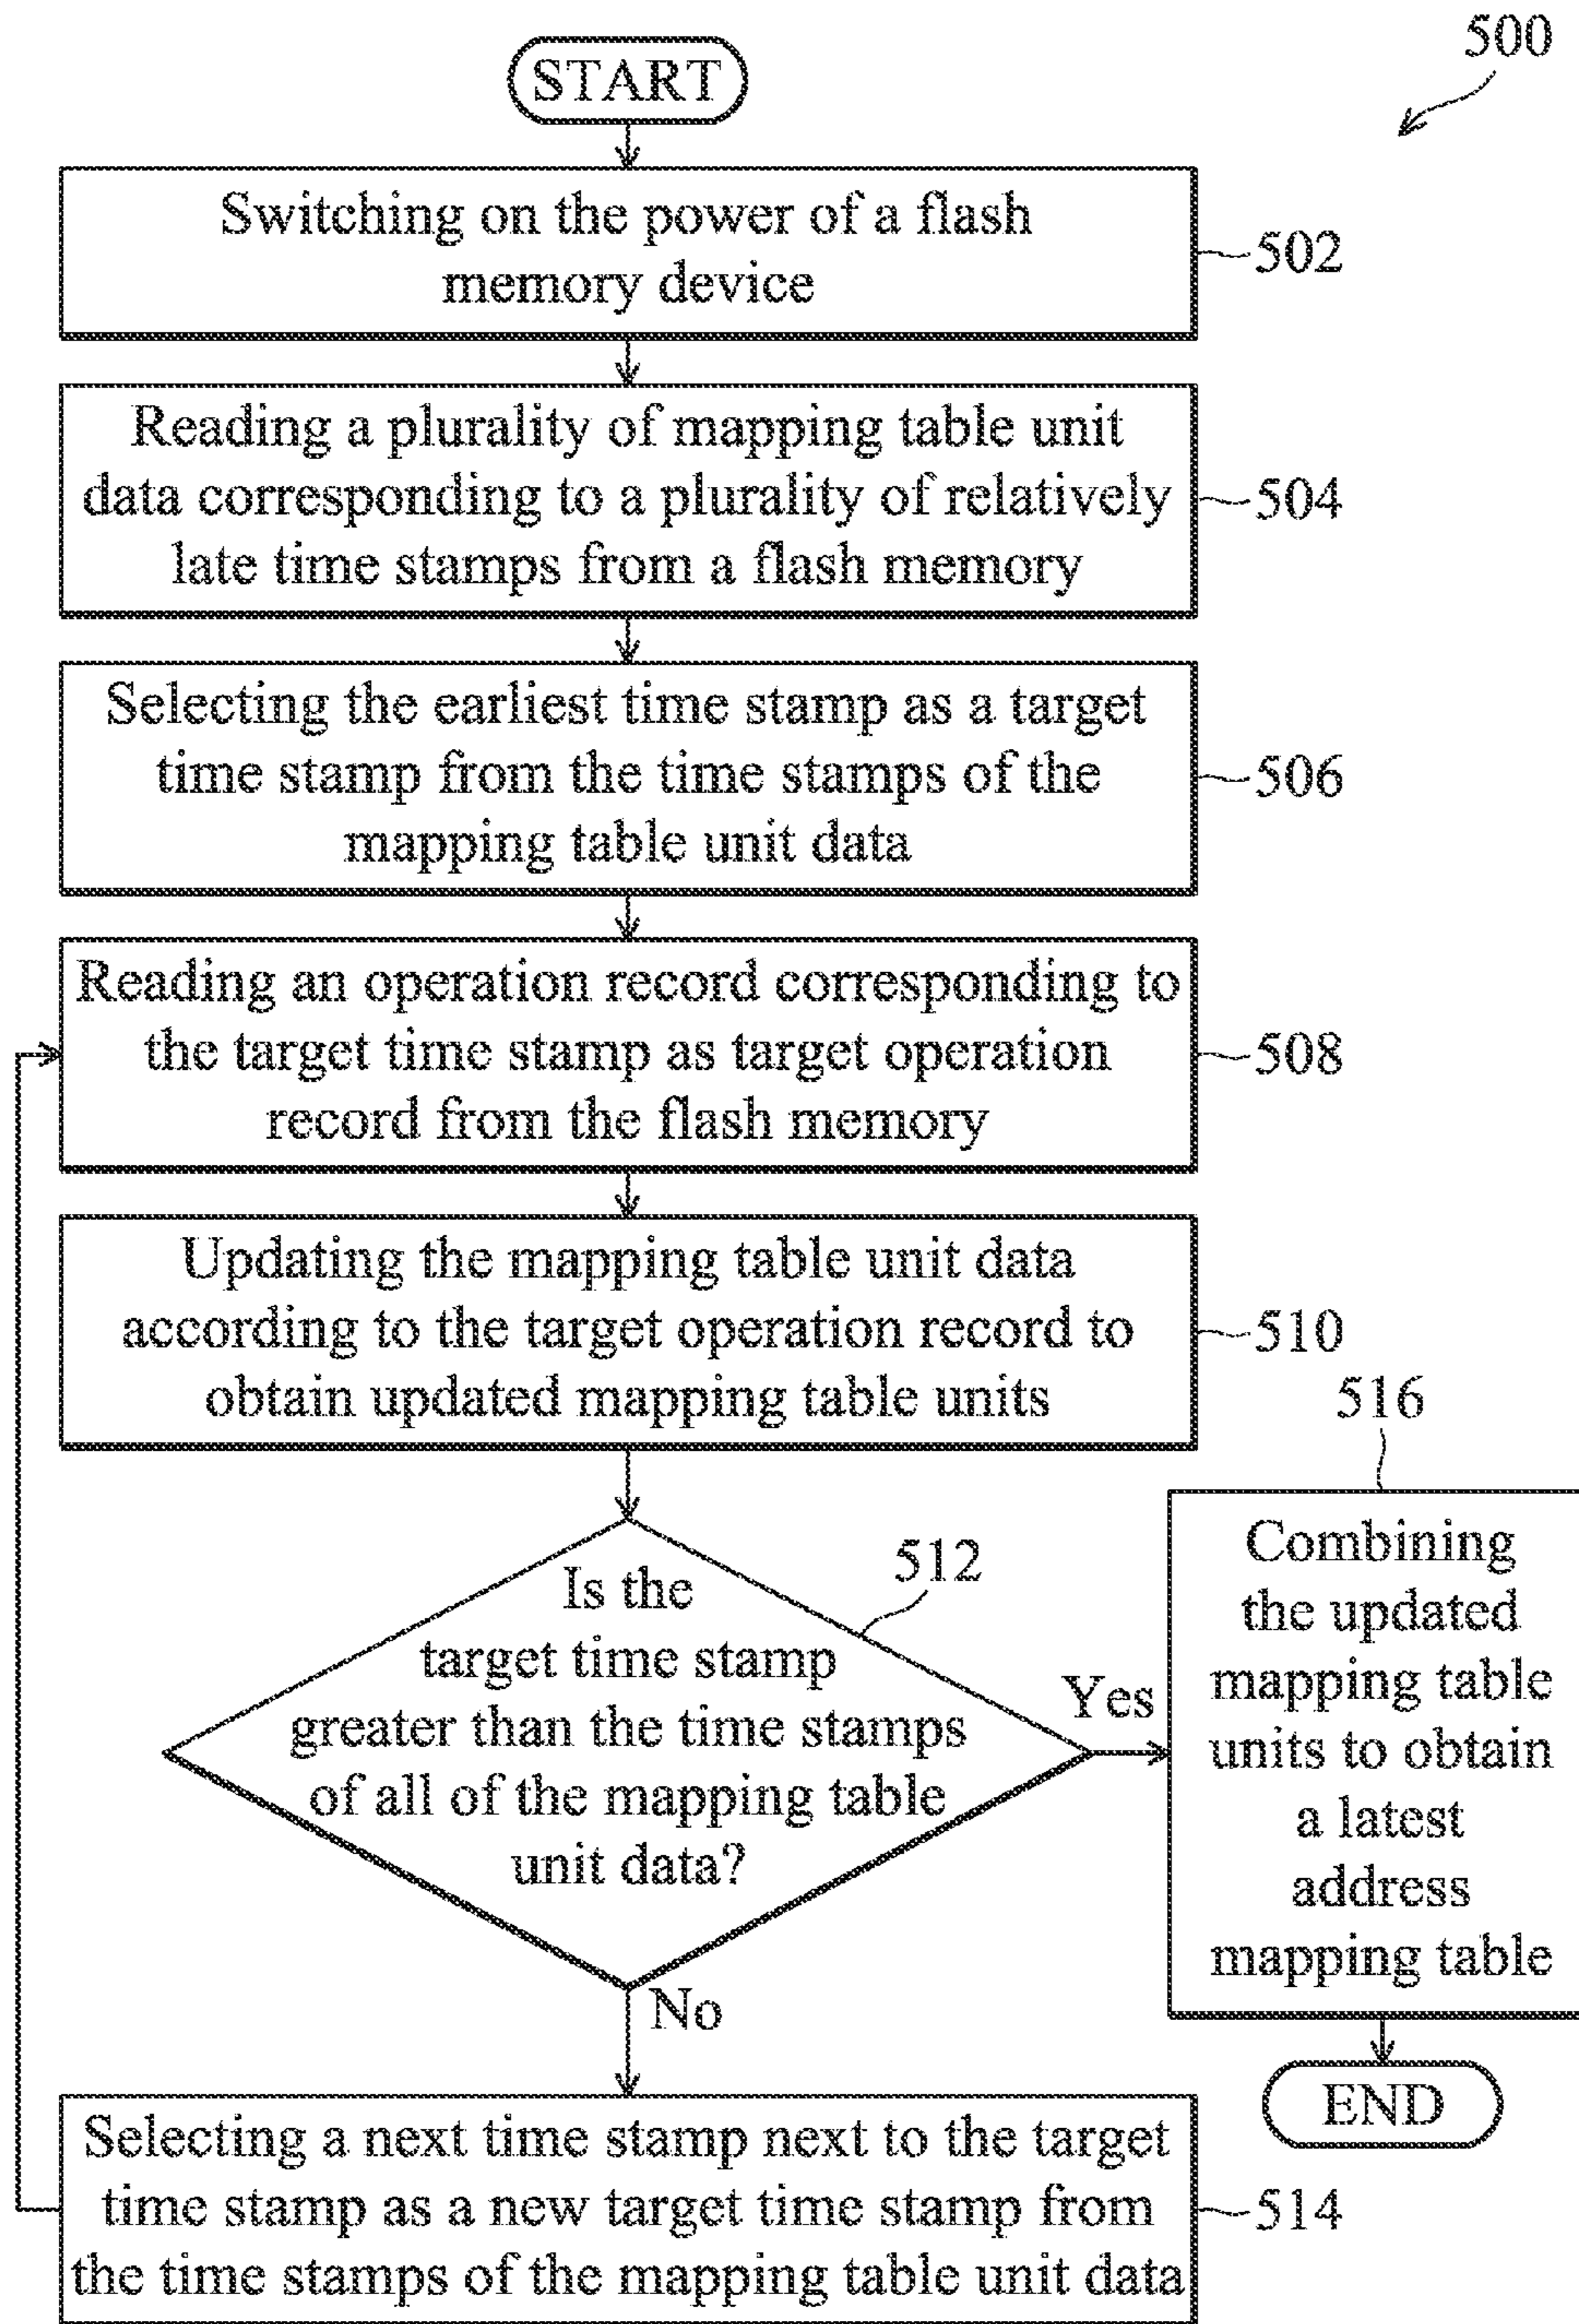 500
START
Switching on the power of a flash
memory device
502
Reading a plurality of mapping table unit
data corresponding to a plurality of relatively
late time stamps from a flash memory
504
Selecting the earliest time stamp as a target
time stamp from the time stamps of the
mapping table unit data
506
Reading an operation record corresponding to
the target time stamp as target operation
record from the flash memory
508
Updating the mapping table unit data
according to the target operation record to
obtain updated mapping table units
510
Is the
target time stamp
greater than the time stamps
of all of the mapping table
unit data?
512
Yes
516
Combining
the updated
mapping table
units to obtain
a latest
address
mapping table
END
No
Selecting a next time stamp next to the target
time stamp as a new target time stamp from
the time stamps of the mapping table unit data
514